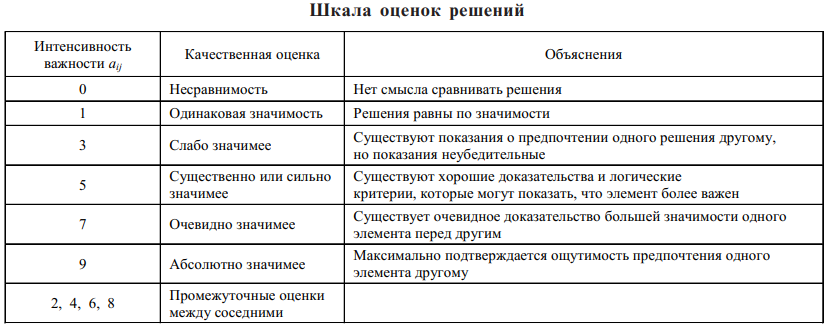 Шкала оценок решений
Интенсивность
важности aij
Качественная оценка
Объяснения
0
Несравнимость
Нет смысла сравнивать решения
1
Одинаковая значимость
Решения равны по значимости
3
Слабо значимее
Существуют показания о предпочтении одного решения другому,
но показания неубедительные
5
Существенно или сильно
значимее
Существуют хорошие доказательства и логические
критерии, которые могут показать, что элемент более важен
7
Очевидно значимее
Существует очевидное доказательство большей значимости одного
элемента перед другим
9
Абсолютно значимее
Максимально подтверждается ощутимость предпочтения одного
элемента другому
2, 4, 6, 8
Промежуточные оценки
между соседними